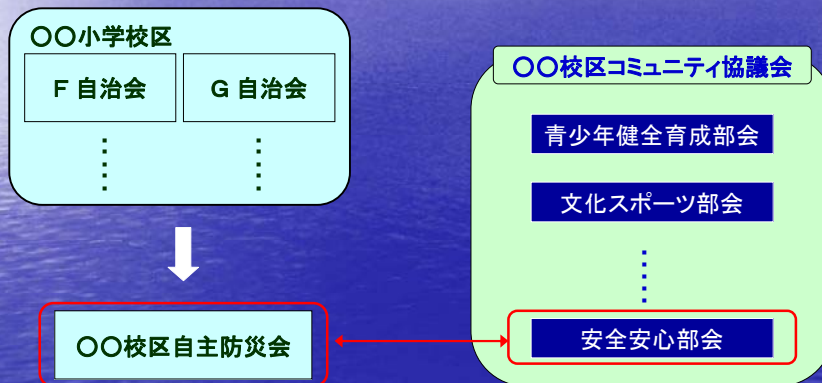 〇〇小学校区
F 自治会
G 自治会
〇〇校区自主防災会
〇〇校区コミュニティ協議会
青少年健全育成部会
文化スポーツ部会
安全安心部会